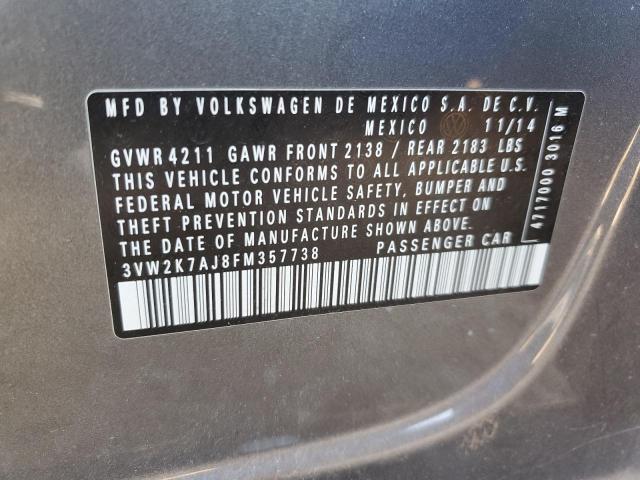 MFD BY VOLKSWAGEN DE MEXICO S.A. DE C.V.
MEXICO 11/14
GVWR 4211 GAWR FRONT 2138 / REAR 2183 LBS
THIS VEHICLE CONFORMS TO ALL APPLICABLE U.S.
FEDERAL MOTOR VEHICLE SAFETY, BUMPER AND
THEFT PREVENTION STANDARDS IN EFFECT ON
THE DATE OF MANUFACTURE SHOWN ABOVE.
3VW2K7AJ8FM357738 PASSENGER CAR
4717000 3016 M